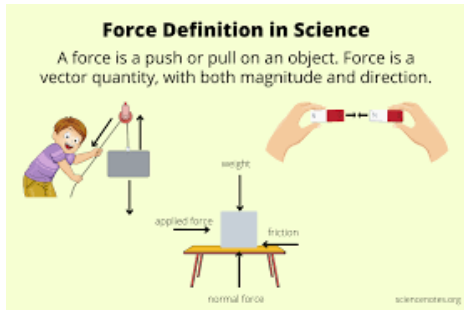 Force Definition in Science
A force is a push or pull on an object. Force is a
vector quantity, with both magnitude and direction.
weight
applied force
friction
normal force
sciencenotes.org